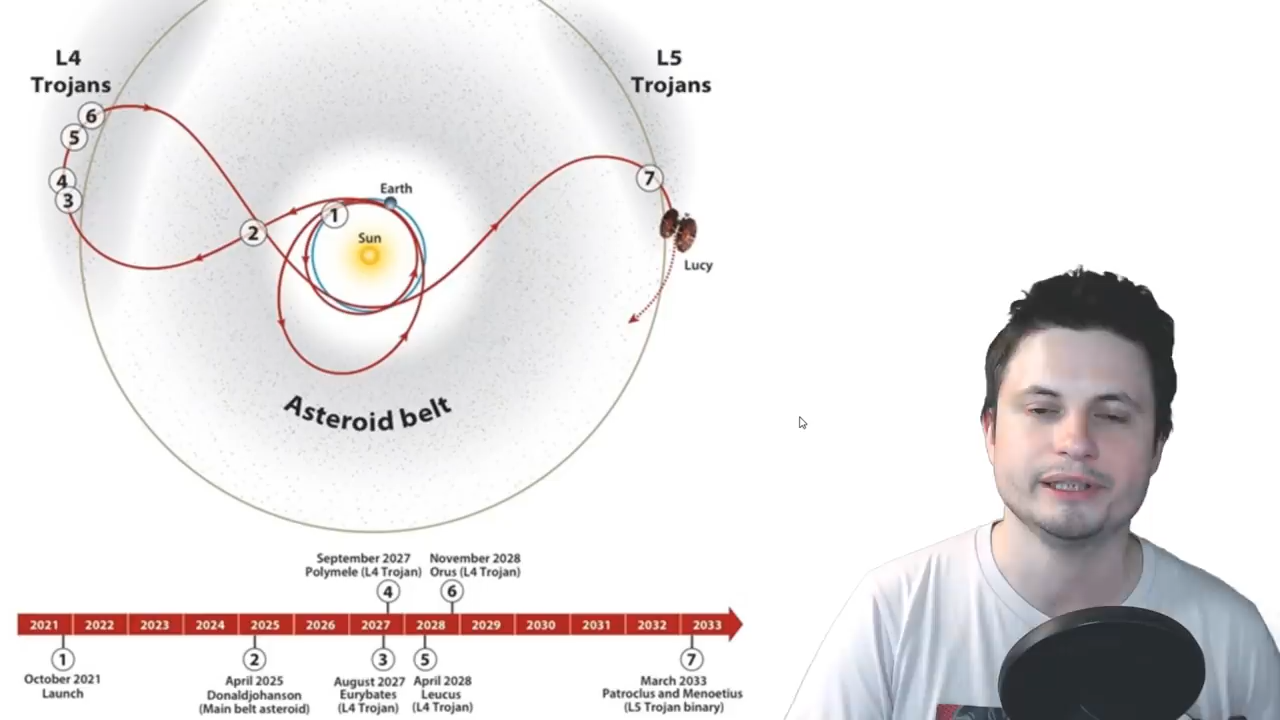 L4
Trojans
L5
Trojans
6
5
4
3
2
1
Earth
Sun
7
Lucy
Asteroid belt
September 2027
Polymele (L4 Trojan)
November 2028
Orus (L4 Trojan)
4
6
2021 2022 2023 2024 2025 2026 2027 2028 2029 2030 2031 2032 2033
1
October 2021
Launch
2
April 2025
Donaldjohanson
(Main belt asteroid)
3
August 2027
Eurybates
(L4 Trojan)
5
April 2028
Leucus
(L4 Trojan)
7
March 2033
Patroclus and Menoetius
(L5 Trojan binary)